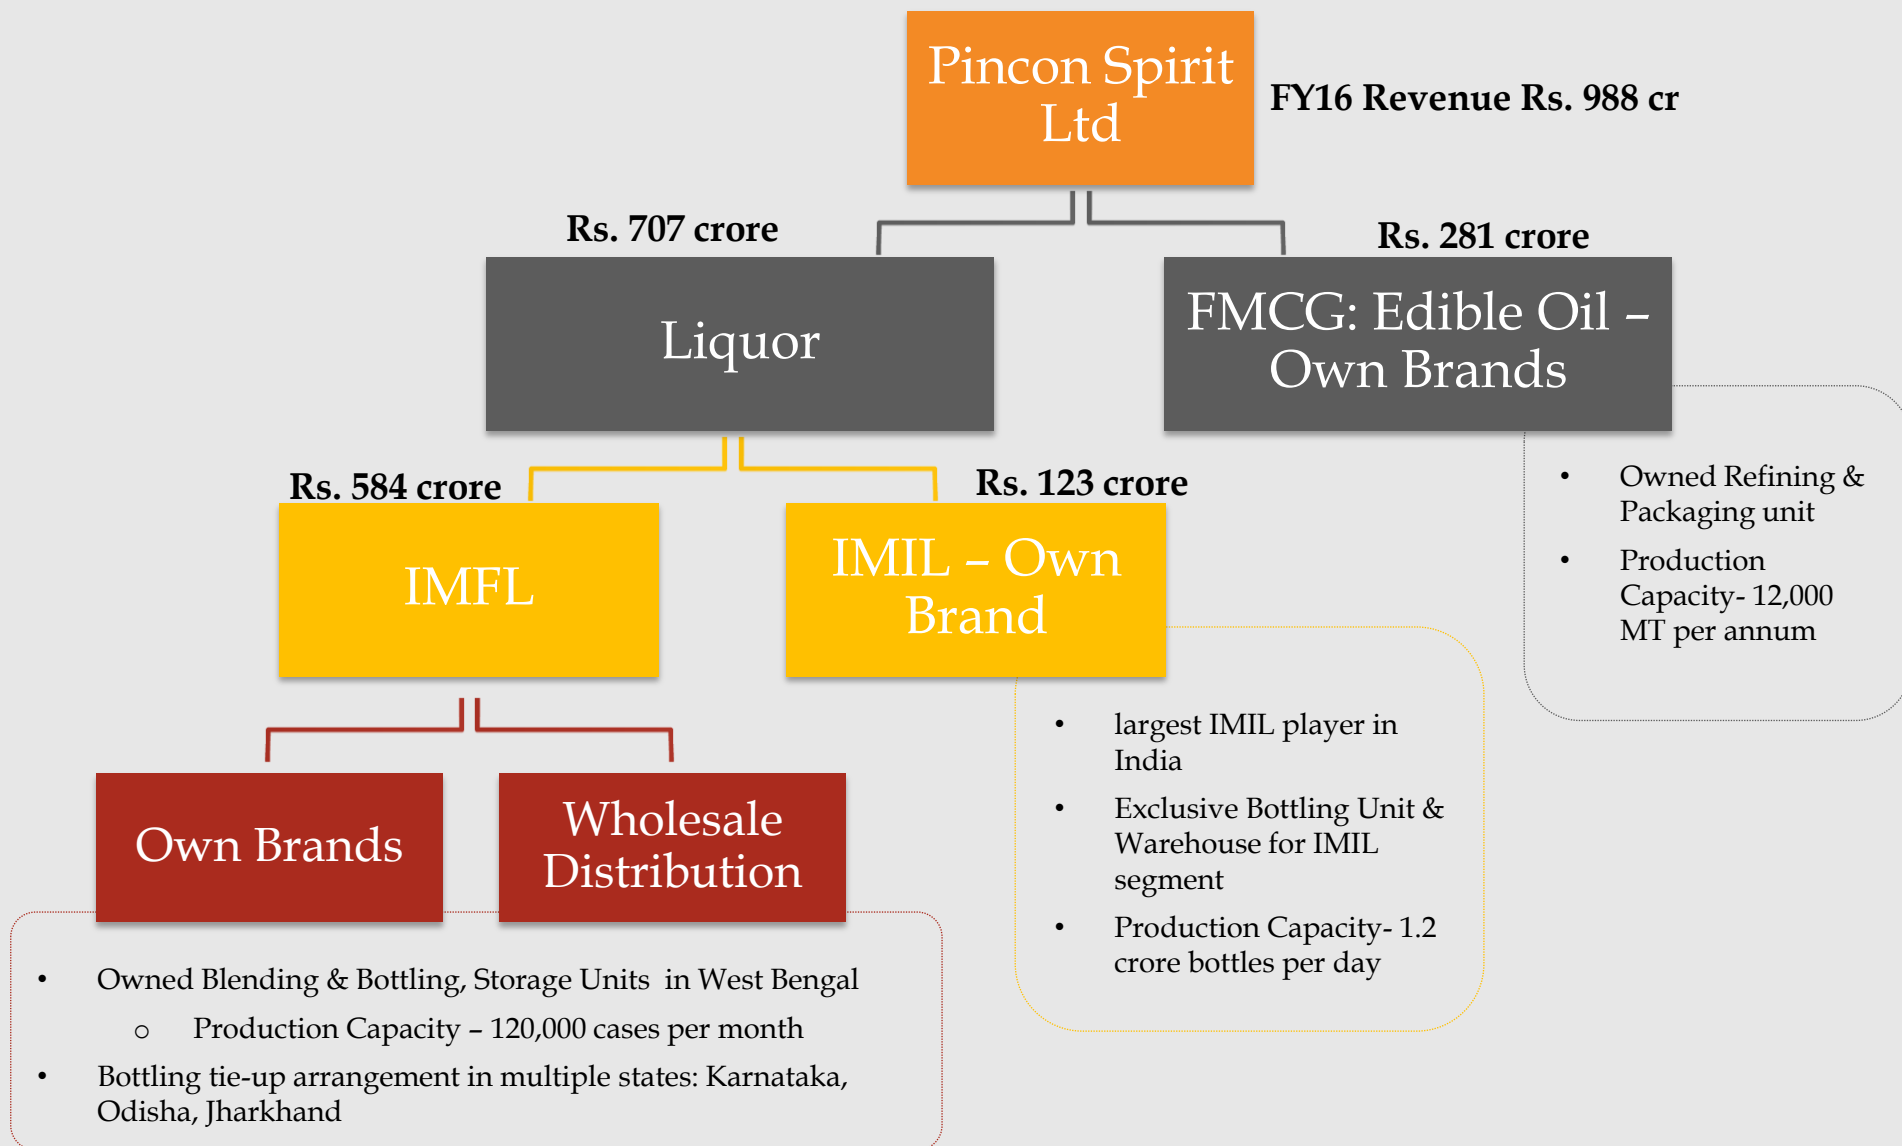 Pincon Spirit
Ltd
FY16 Revenue Rs. 988 cr
Rs. 707 crore
Liquor
Rs. 281 crore
FMCG: Edible Oil –
Own Brands
• Owned Refining &
Packaging unit
• Production
Capacity- 12,000
MT per annum
Rs. 584 crore
IMFL
Rs. 123 crore
IMIL – Own
Brand
• largest IMIL player in
India
• Exclusive Bottling Unit &
Warehouse for IMIL
segment
• Production Capacity- 1.2
crore bottles per day
Own Brands
Wholesale
Distribution
• Owned Blending & Bottling, Storage Units in West Bengal
o Production Capacity – 120,000 cases per month
• Bottling tie-up arrangement in multiple states: Karnataka,
Odisha, Jharkhand